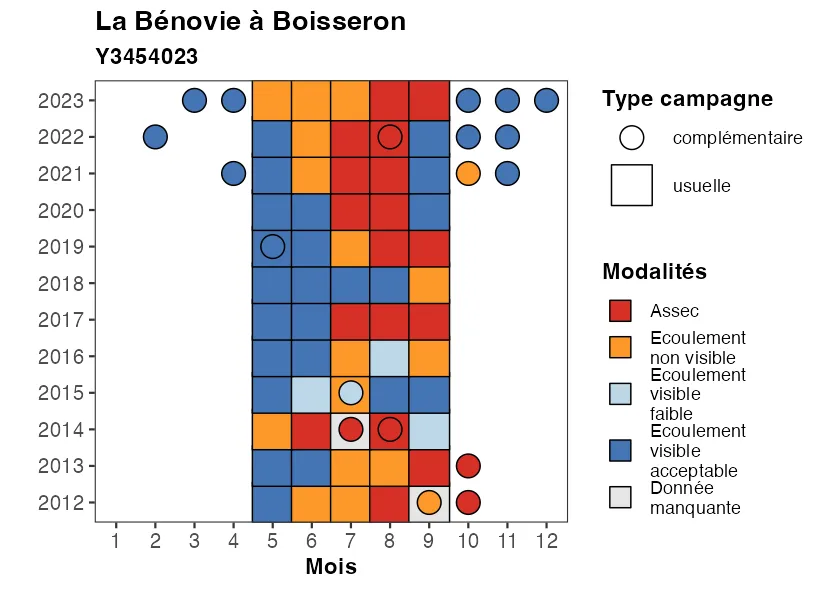 La Bénovie à Boisseron
Y3454023
2023
2022
2021
2020
2019
2018
2017
2016
2015
2014
2013
2012
1 2 3 4 5 6 7 8 9 10 11 12
Mois
Type campagne
complémentaire
usuelle
Modalités
Assec
Ecoulement
non visible
Ecoulement
visible
faible
Ecoulement
visible
acceptable
Donnée
manquante